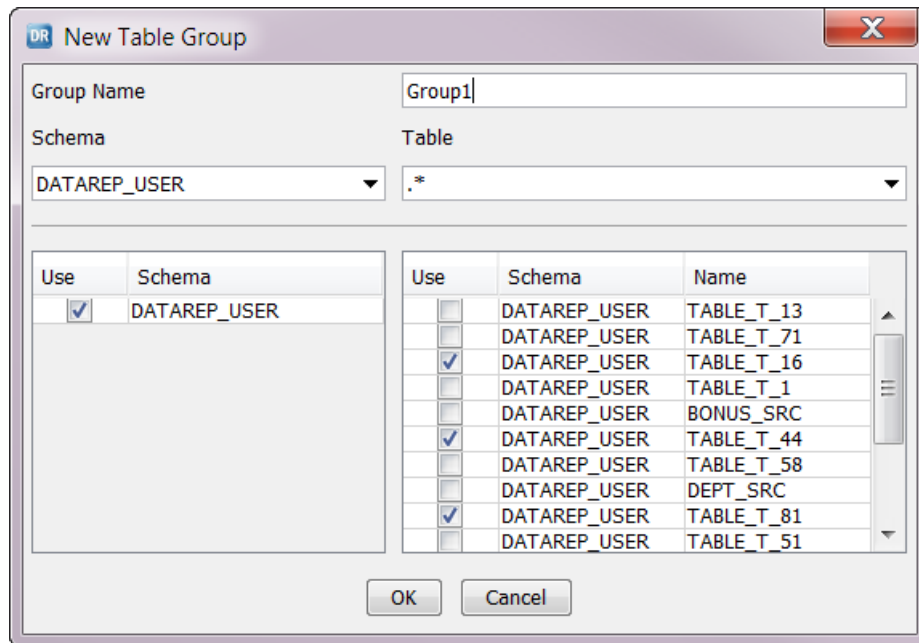 DR New Table Group
Group Name Group1
Schema Table
DATAREP_USER .*
Use Schema Use Schema Name
DATAREP_USER DATAREP_USER TABLE_T_13
DATAREP_USER TABLE_T_71
DATAREP_USER TABLE_T_16
DATAREP_USER TABLE_T_1
DATAREP_USER BONUS_SRC
DATAREP_USER TABLE_T_44
DATAREP_USER TABLE_T_58
DATAREP_USER DEPT_SRC
DATAREP_USER TABLE_T_81
DATAREP_USER TABLE_T_51
OK Cancel